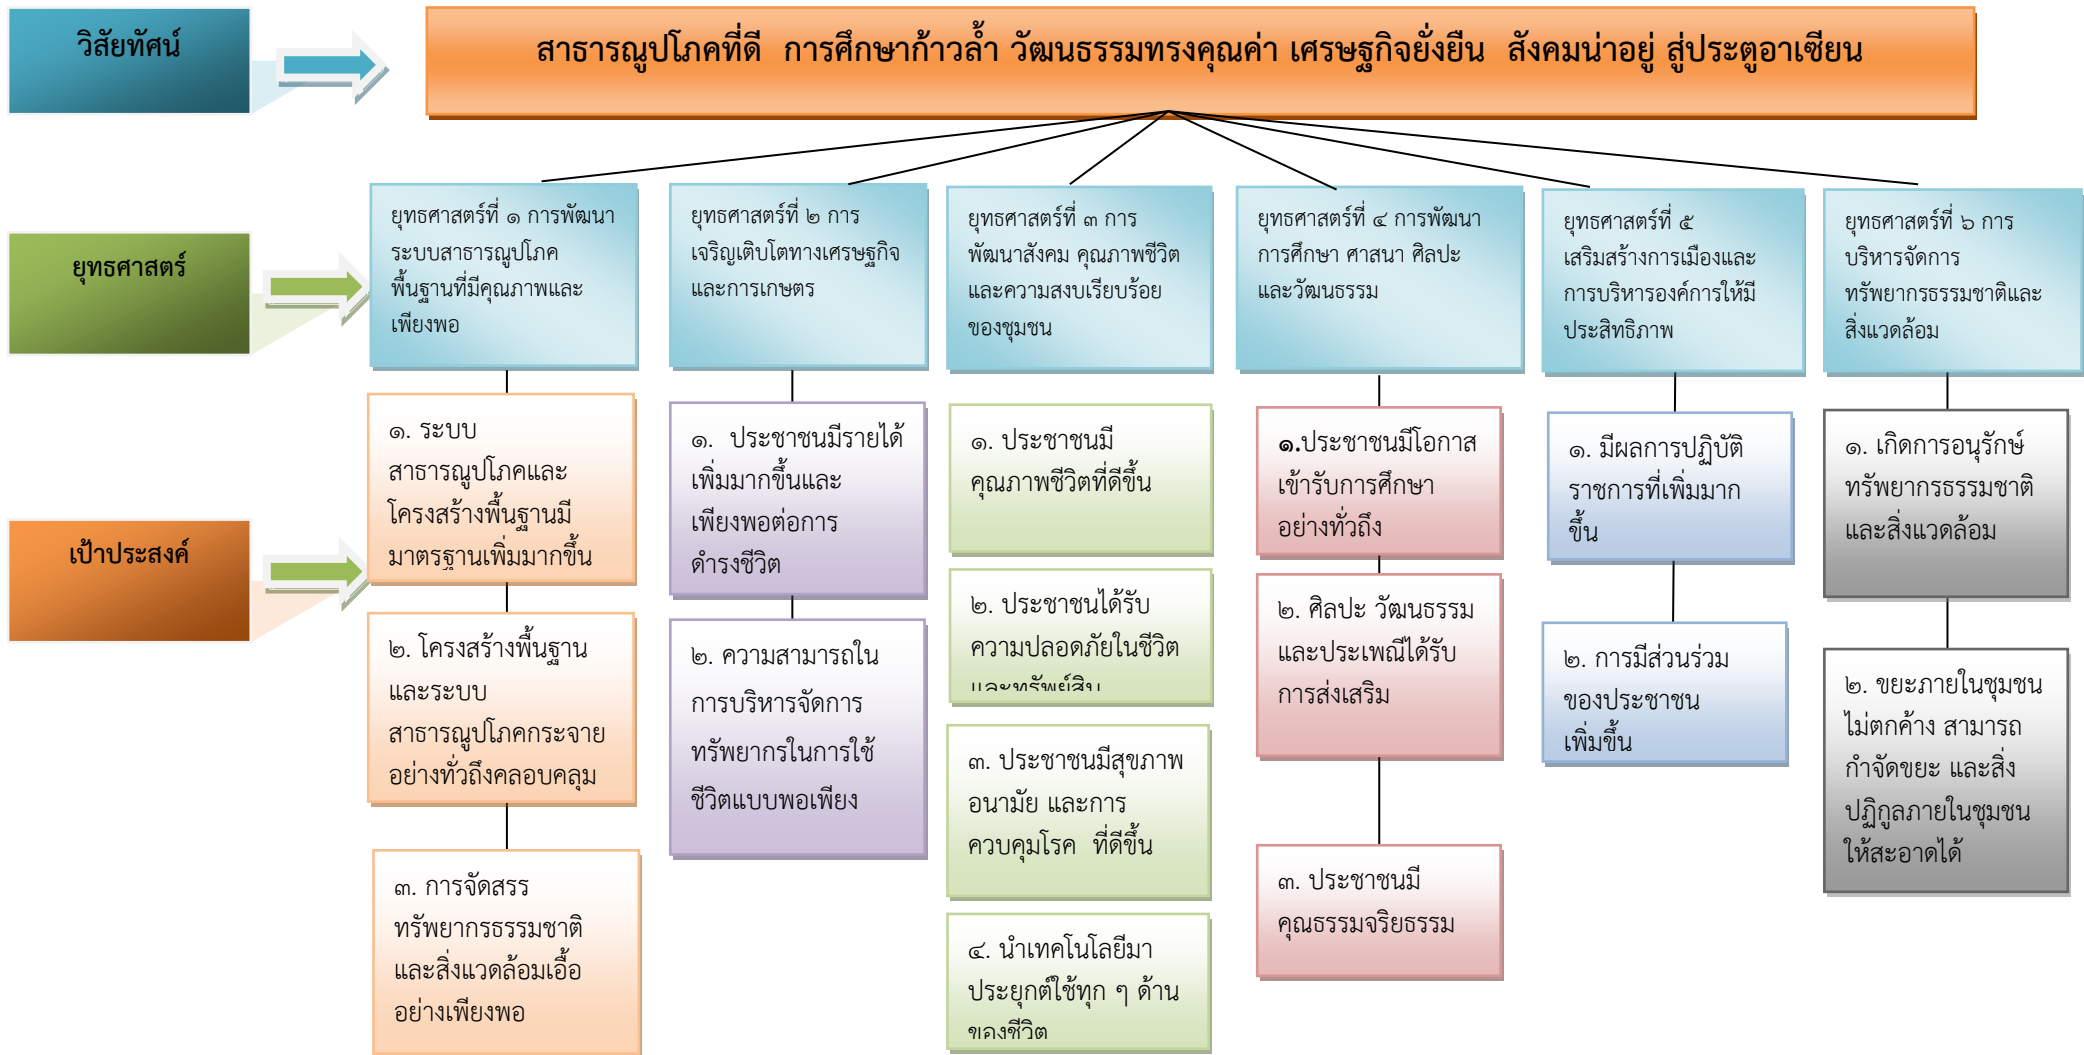 วิสัยทัศน์
สาธารณูปโภคที่ดี  การศึกษาก้าวล้ำ วัฒนธรรมทรงคุณค่า เศรษฐกิจยั่งยืน  สังคมน่าอยู่ สู่ประตูอาเซียน
ยุทธศาสตร์
ยุทธศาสตร์ที่ ๑ การพัฒนา
ระบบสาธารณูปโภค
พื้นฐานที่มีคุณภาพและ
เพียงพอ
ยุทธศาสตร์ที่ ๒ การ
เจริญเติบโตทางเศรษฐกิจ
และการเกษตร
ยุทธศาสตร์ที่ ๓ การ
พัฒนาสังคม คุณภาพชีวิต
และความสงบเรียบร้อย
ของชุมชน
ยุทธศาสตร์ที่ ๔ การพัฒนา
การศึกษา ศาสนา ศิลปะ
และวัฒนธรรม
ยุทธศาสตร์ที่ ๕
เสริมสร้างการเมืองและ
การบริหารองค์การให้มี
ประสิทธิภาพ
ยุทธศาสตร์ที่ ๖ การ
บริหารจัดการ
ทรัพยากรธรรมชาติและ
สิ่งแวดล้อม
เป้าประสงค์
๑. ระบบ
สาธารณูปโภคและ
โครงสร้างพื้นฐานมี
มาตรฐานเพิ่มมากขึ้น
๒. โครงสร้างพื้นฐาน
และระบบ
สาธารณูปโภคกระจาย
อย่างทั่วถึงคลอบคลุม
๓. การจัดสรร
ทรัพยากรธรรมชาติ
และสิ่งแวดล้อมเอื้อ
อย่างเพียงพอ
๑.  ประชาชนมีรายได้
เพิ่มมากขึ้นและ
เพียงพอต่อการ
ดำรงชีวิต
๒. ความสามารถใน
การบริหารจัดการ
ทรัพยากรในการใช้
ชีวิตแบบพอเพียง
๑. ประชาชนมี
คุณภาพชีวิตที่ดีขึ้น
๒. ประชาชนได้รับ
ความปลอดภัยในชีวิต
และทรัพย์สิน
๓. ประชาชนมีสุขภาพ
อนามัย และการ
ควบคุมโรค  ที่ดีขึ้น
๔. นำเทคโนโลยีมา
ประยุกต์ใช้ทุก ๆ ด้าน
ของชีวิต
๑.ประชาชนมีโอกาส
เข้ารับการศึกษา
อย่างทั่วถึง
๒. ศิลปะ วัฒนธรรม
และประเพณีได้รับ
การส่งเสริม
๓. ประชาชนมี
คุณธรรมจริยธรรม
๑. มีผลการปฏิบัติ
ราชการที่เพิ่มมาก
ขึ้น
๒. การมีส่วนร่วม
ของประชาชน
เพิ่มขึ้น
๑. เกิดการอนุรักษ์
ทรัพยากรธรรมชาติ
และสิ่งแวดล้อม
๒. ขยะภายในชุมชน
ไม่ตกค้าง สามารถ
กำจัดขยะ และสิ่ง
ปฏิกูลภายในชุมชน
ให้สะอาดได้